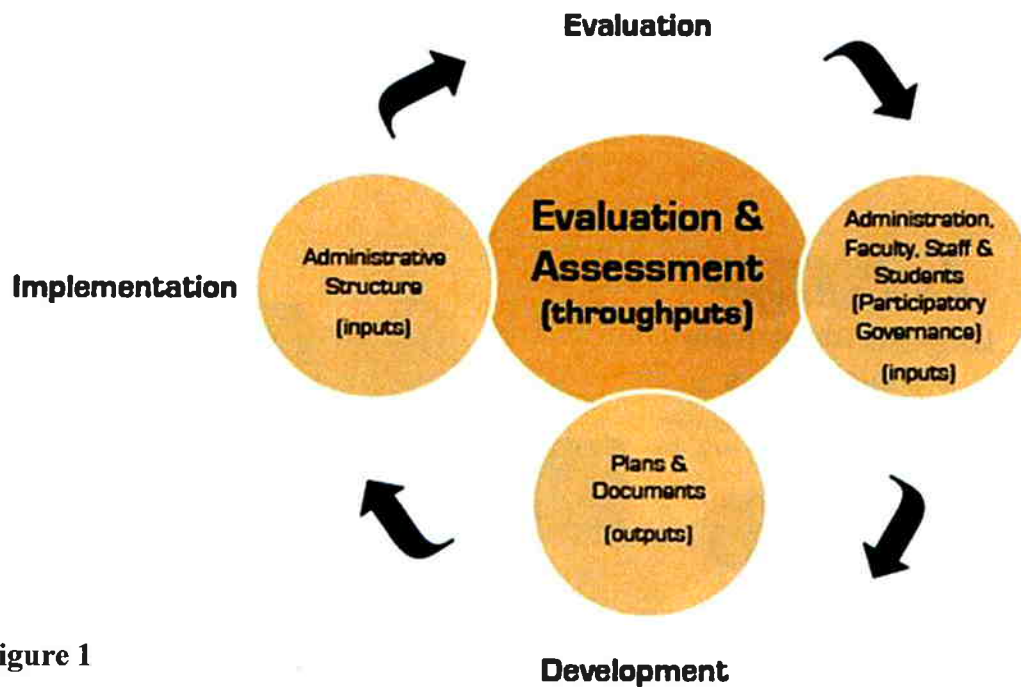 Evaluation
Implementation
Administrative
Structure
(inputs)
Evaluation &
Assessment
(throughputs)
Administration,
Faculty, Staff &
Students
(Participatory
Governance)
(inputs)
Plans &
Documents
(outputs)
igure 1
Development